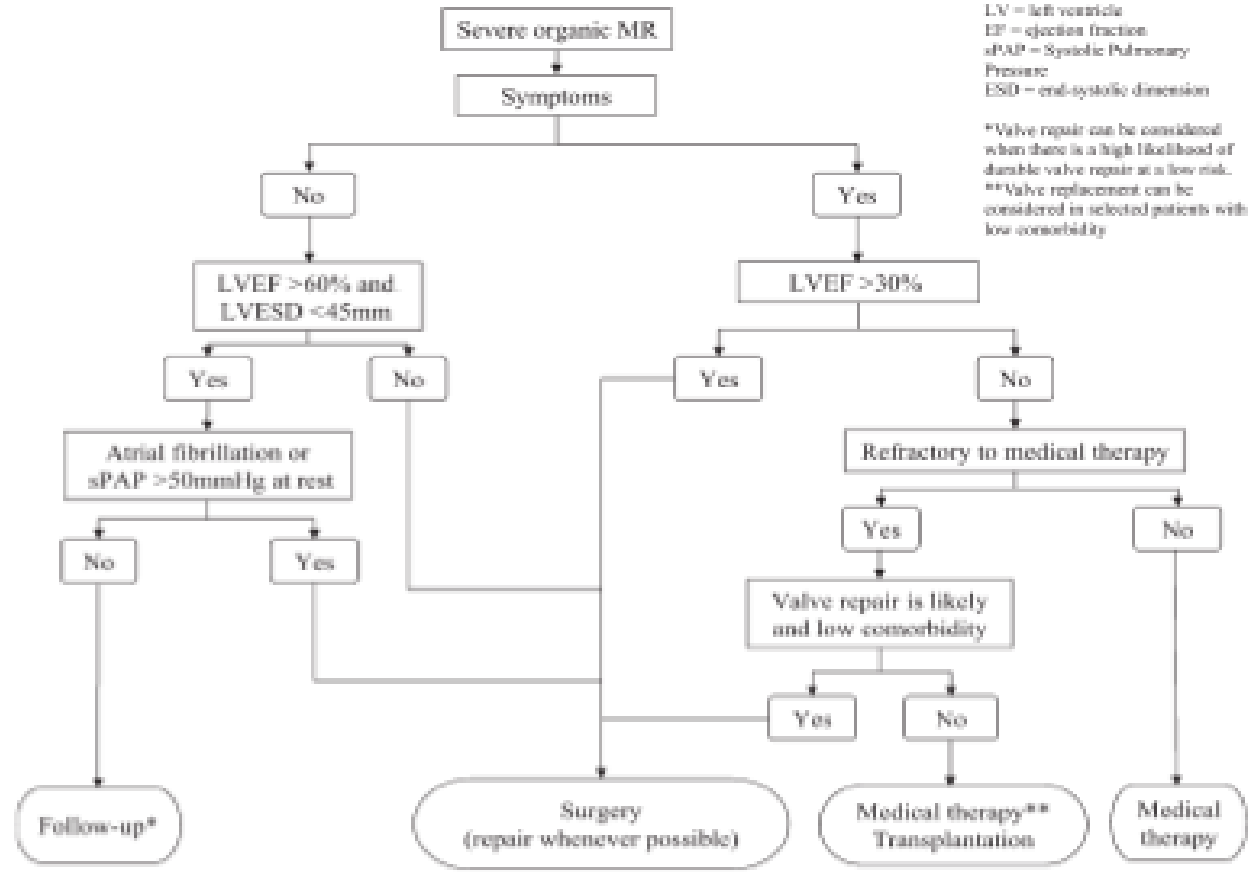 LV = left ventricle
EF = ejection fraction
sPAP = Systolic Pulmonary
Pressure
ESD = end-systolic dimension
*Valve repair can be considered
when there is a high likelihood of
durable valve repair at a low risk.
**Valve replacement can be
considered in selected patients with
low comorbidity
Severe organic MR
Symptoms
No
Yes
LVEF >60% and
LVESD <45mm
LVEF >30%
Yes
No
Yes
No
Atrial fibrillation or
sPAP >50mmHg at rest
Refractory to medical therapy
No
Yes
Yes
No
Valve repair is likely
and low comorbidity
Yes
No
Follow-up*
Surgery
(repair whenever possible)
Medical therapy**
Transplantation
Medical
therapy